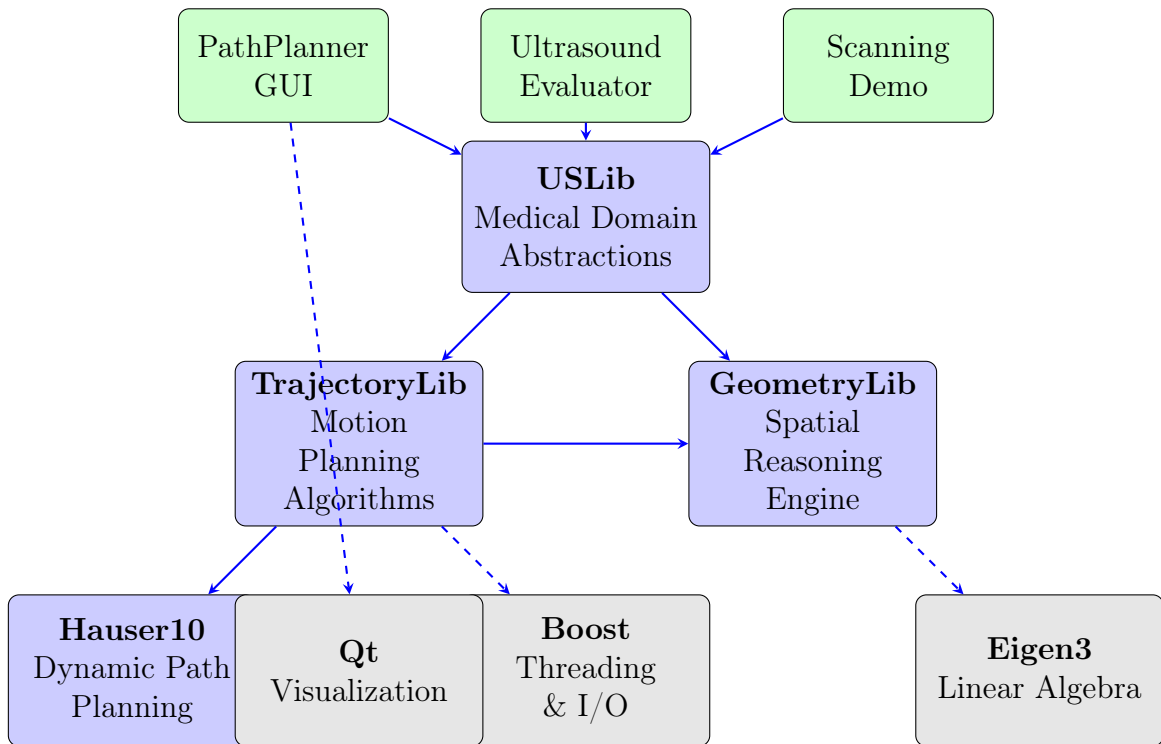 PathPlanner
GUI
Ultrasound
Evaluator
Scanning
Demo
USLib
Medical Domain
Abstractions
TrajectoryLib
Motion
Planning
Algorithms
GeometryLib
Spatial
Reasoning
Engine
Hauser10
Dynamic Path
Planning
Qt
Visualization
Boost
Threading
& I/O
Eigen3
Linear Algebra